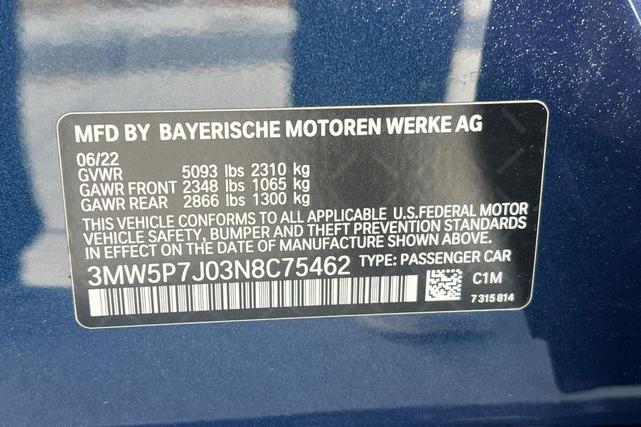 MFD BY BAYERISCHE MOTOREN WERKE AG
06/22
GVWR 5093 lbs 2310 kg
GAWR FRONT 2348 lbs 1065 kg
GAWR REAR 2866 lbs 1300 kg
THIS VEHICLE CONFORMS TO ALL APPLICABLE U.S.FEDERAL MOTOR
VEHICLE SAFETY, BUMPER AND THEFT PREVENTION STANDARDS
IN EFFECT ON THE DATE OF MANUFACTURE SHOWN ABOVE.
3MW5P7J03N8C75462 TYPE: PASSENGER CAR
C1M
7 315 814